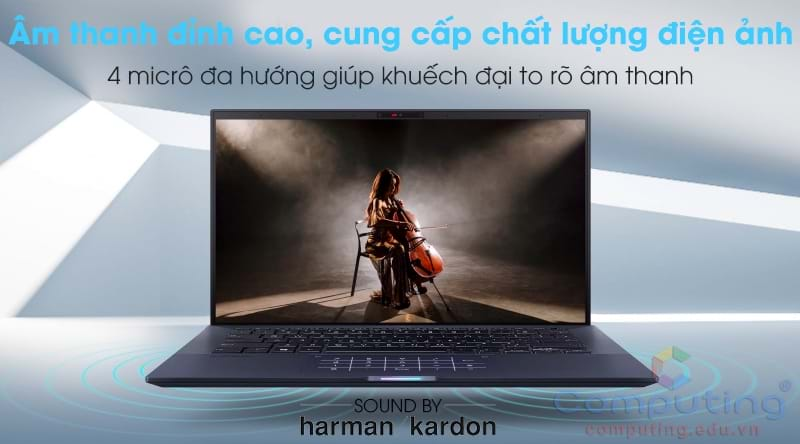 Âm thanh đỉnh cao, cung cấp chất lượng điện ảnh
4 micrô đa hướng giúp khuếch đại to rõ âm thanh
SOUND BY
harman kardon
Computing
computing.edu.vn